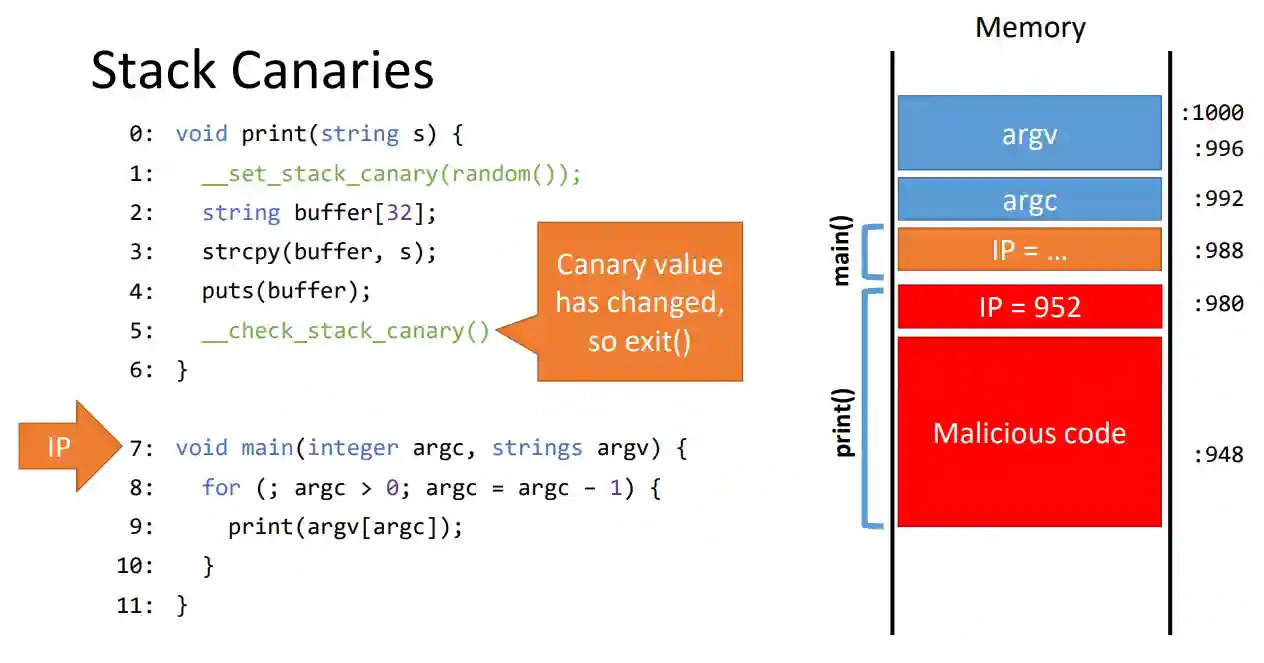 Stack Canaries
0: void print(string s) {
1: __set_stack_canary(random());
2: string buffer[32];
3: strcpy(buffer, s);
4: puts(buffer);
5: __check_stack_canary()
6: }
Canary value
has changed,
so exit()
IP
7: void main(integer argc, strings argv) {
8: for (; argc > 0; argc = argc – 1) {
9: print(argv[argc]);
10: }
11: }
Memory
argv
:1000
:996
argc
:992
main()
IP = ...
:988
print()
IP = 952
:980
Malicious code
:948